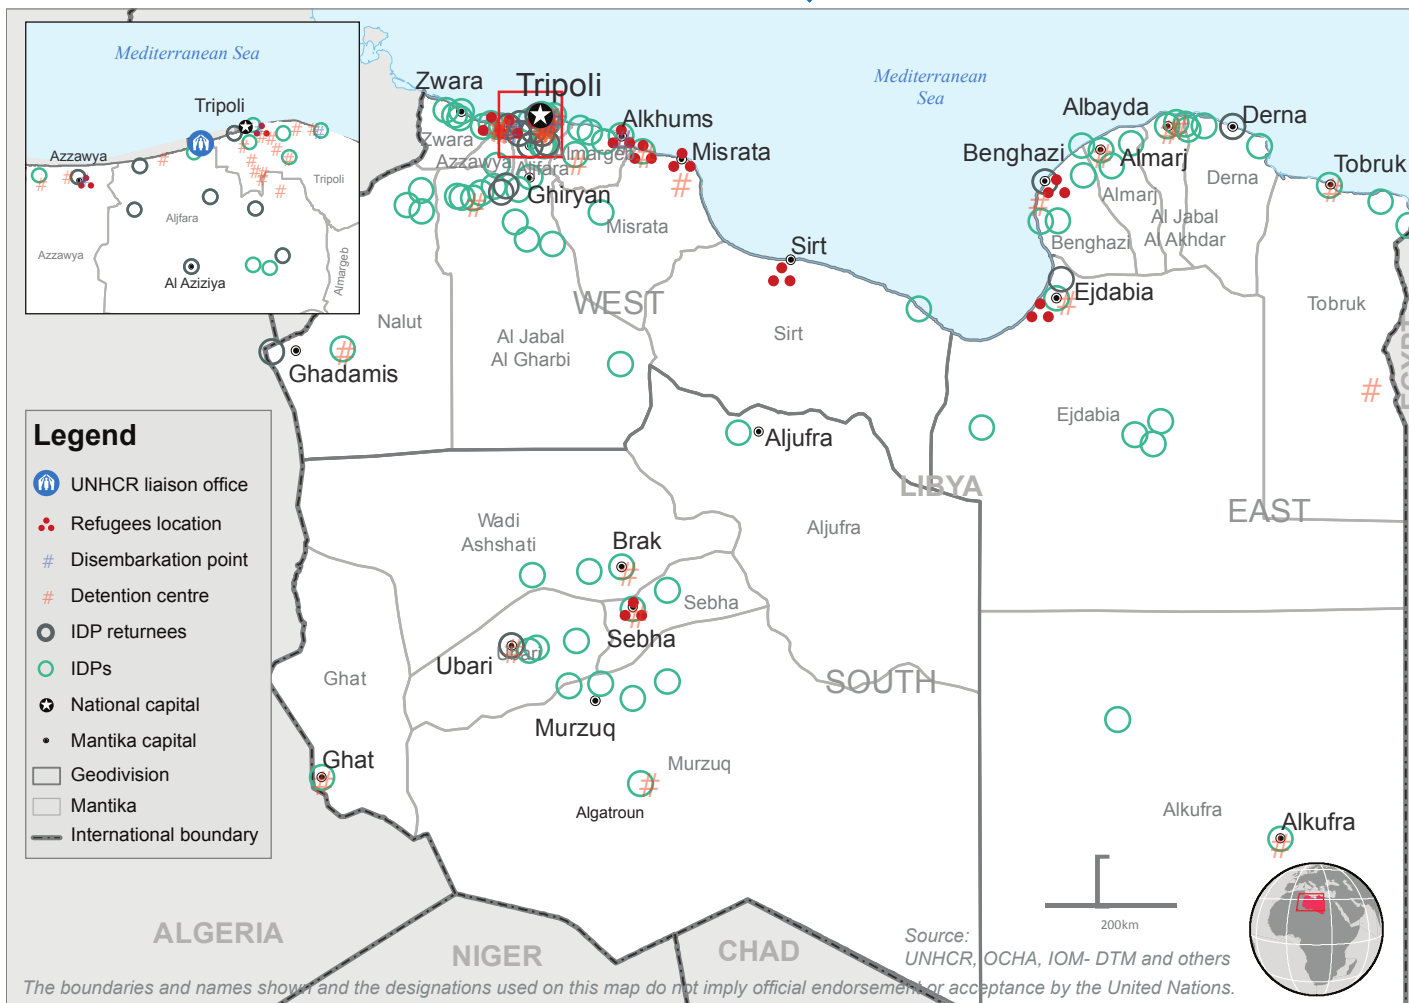 Mediterranean Sea
Tripoli
Azzawya
Tripoli
Aljfara
Azzawya
Almargeb
Al Aziziya
Mediterranean
Sea
Zwara
Tripoli
Alkhums
Misrata
Zwara
Azzawya
Aljfara
Almargeb
Ghiryan
Misrata
Albayda
Derna
Benghazi
Almarj
Tobruk
Almarj
Derna
Al Jabal
Al Akhdar
Benghazi
Sirt
Ejdabia
WEST
Nalut
Al Jabal
Al Gharbi
Sirt
Tobruk
EGYPT
Ghadamis
Ejdabia
Aljufra
LIBYA
EAST
Legend
UNHCR liaison office
Refugees location
Disembarkation point
Detention centre
IDP returnees
IDPs
National capital
Mantika capital
Geodivision
Mantika
International boundary
Wadi
Ashshati
Aljufra
Brak
Sebha
Sebha
Ubari
Ubari
Ghat
SOUTH
Murzuq
Ghat
Murzuq
Algatroun
Alkufra
Alkufra
200km
ALGERIA
NIGER
CHAD
Source:
UNHCR, OCHA, IOM- DTM and others
The boundaries and names shown and the designations used on this map do not imply official endorsement or acceptance by the United Nations.